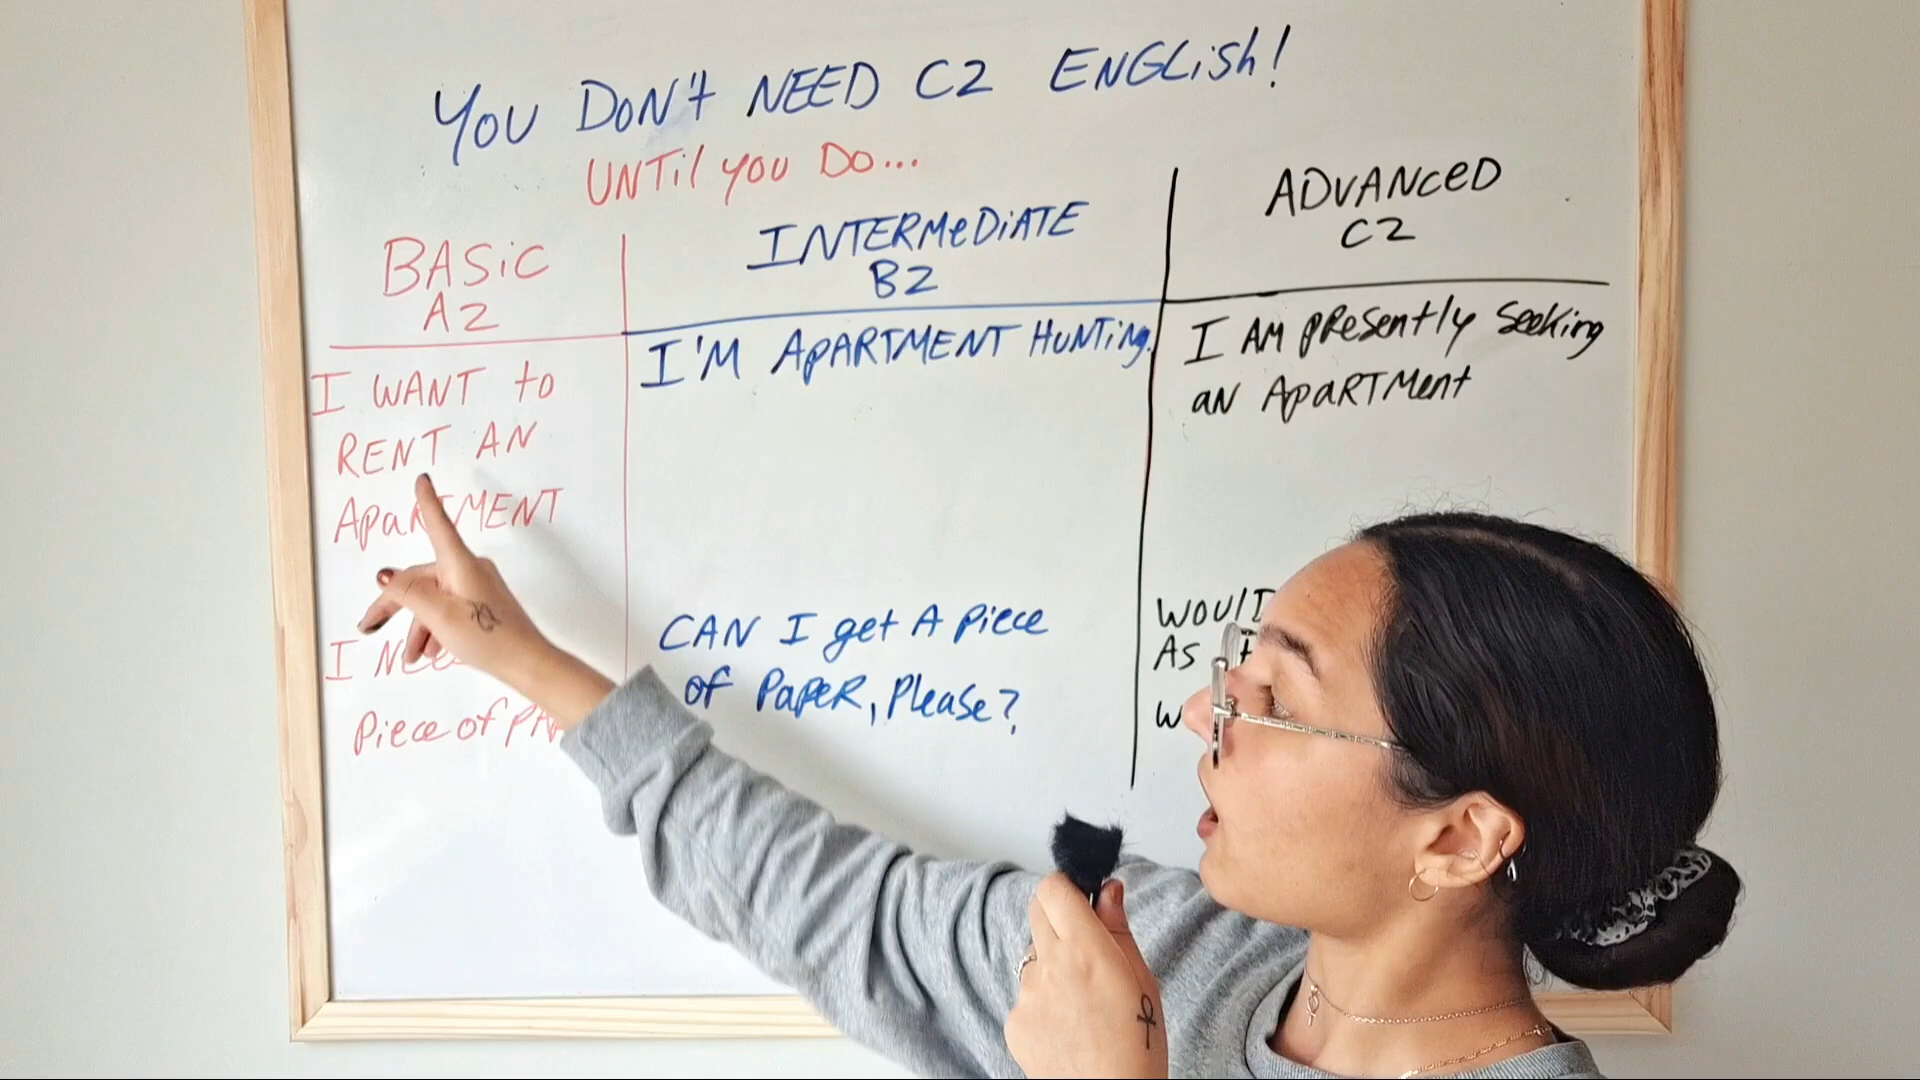 YOU DON't NEED C2 ENGLish!
UNTil you Do...
BASiC
A2
I WANT to
RENT AN
ApaRTMENT
I
Piece of
INTERMeDiATE
B2
I'M ApARTMENT HUNTiNg.
CAN I get A Piece
of PaPeR, Please?
ADVANCeD
C2
I AM pReSently Seeking
aN ApaRTMent
As